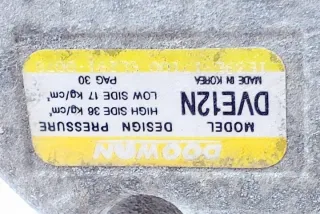 DOOWON
MODEL DVE12N
DESIGN PRESSURE
HIGH SIDE 36 kg/cm²
LOW SIDE 17 kg/cm²
PAG 30
MADE IN KOREA